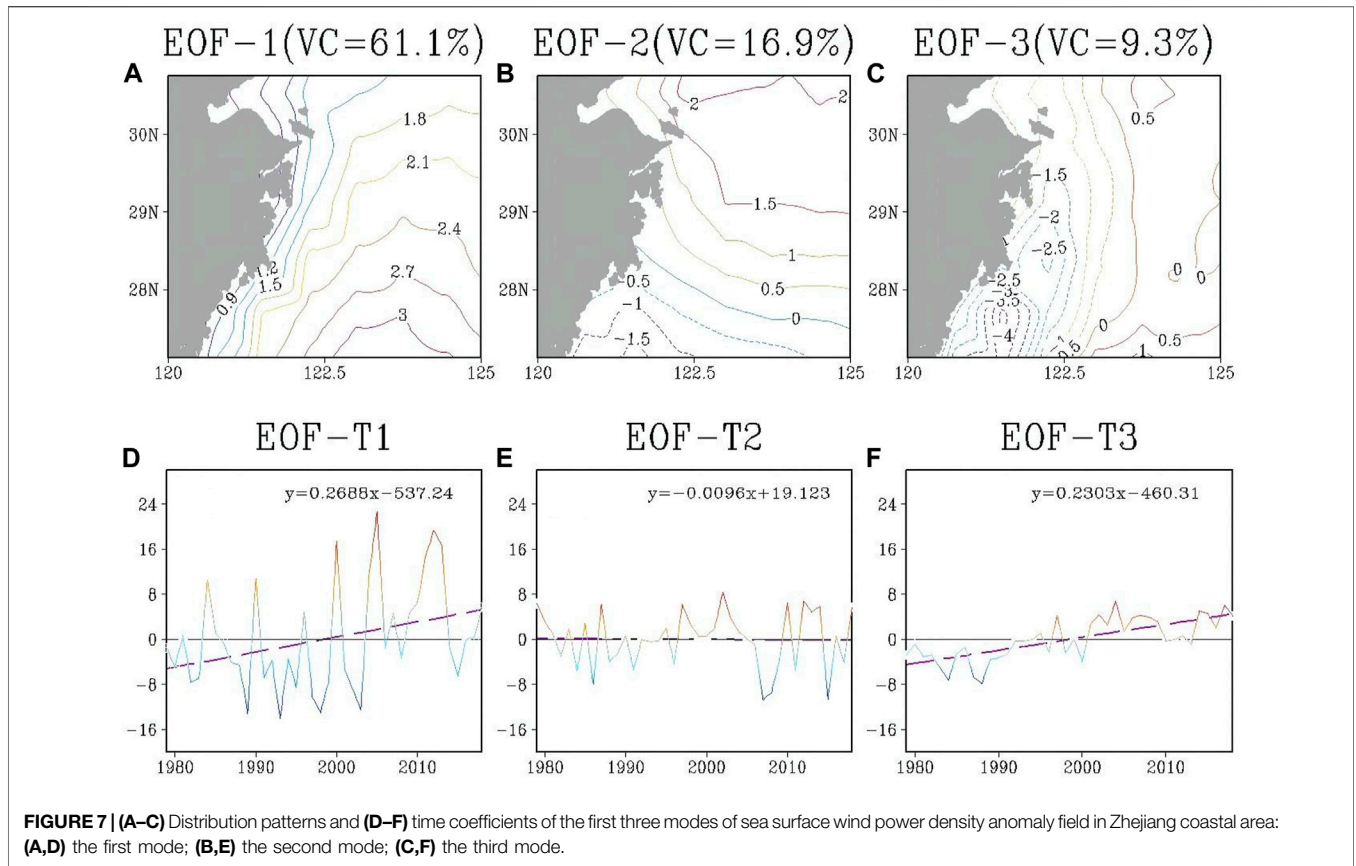 EOF-1(VC=61.1%) EOF-2(VC=16.9%) EOF-3(VC=9.3%)
A B C
30N
29N
28N
1.8
2.1
2.4
2.7
3
1.2
1.5
0.9
120 122.5 125
2
2
1.5
1
0.5
0.5
0
-1
-1.5
120 122.5 125
0.5
-1.5
-2
-2.5
-2.5
-3.5
-4
0
0
0
0.5
-1
0.5
1
120 122.5 125
EOF-T1 EOF-T2 EOF-T3
D E F
y=0.2688x-537.24 y=-0.0096x+19.123 y=0.2303x-460.31
24 24 24
16 16 16
8 8 8
0 0 0
-8 -8 -8
-16 -16 -16
1980 1990 2000 2010 1980 1990 2000 2010 1980 1990 2000 2010
FIGURE 7 | (A–C) Distribution patterns and (D–F) time coefficients of the first three modes of sea surface wind power density anomaly field in Zhejiang coastal area:
(A,D) the first mode; (B,E) the second mode; (C,F) the third mode.